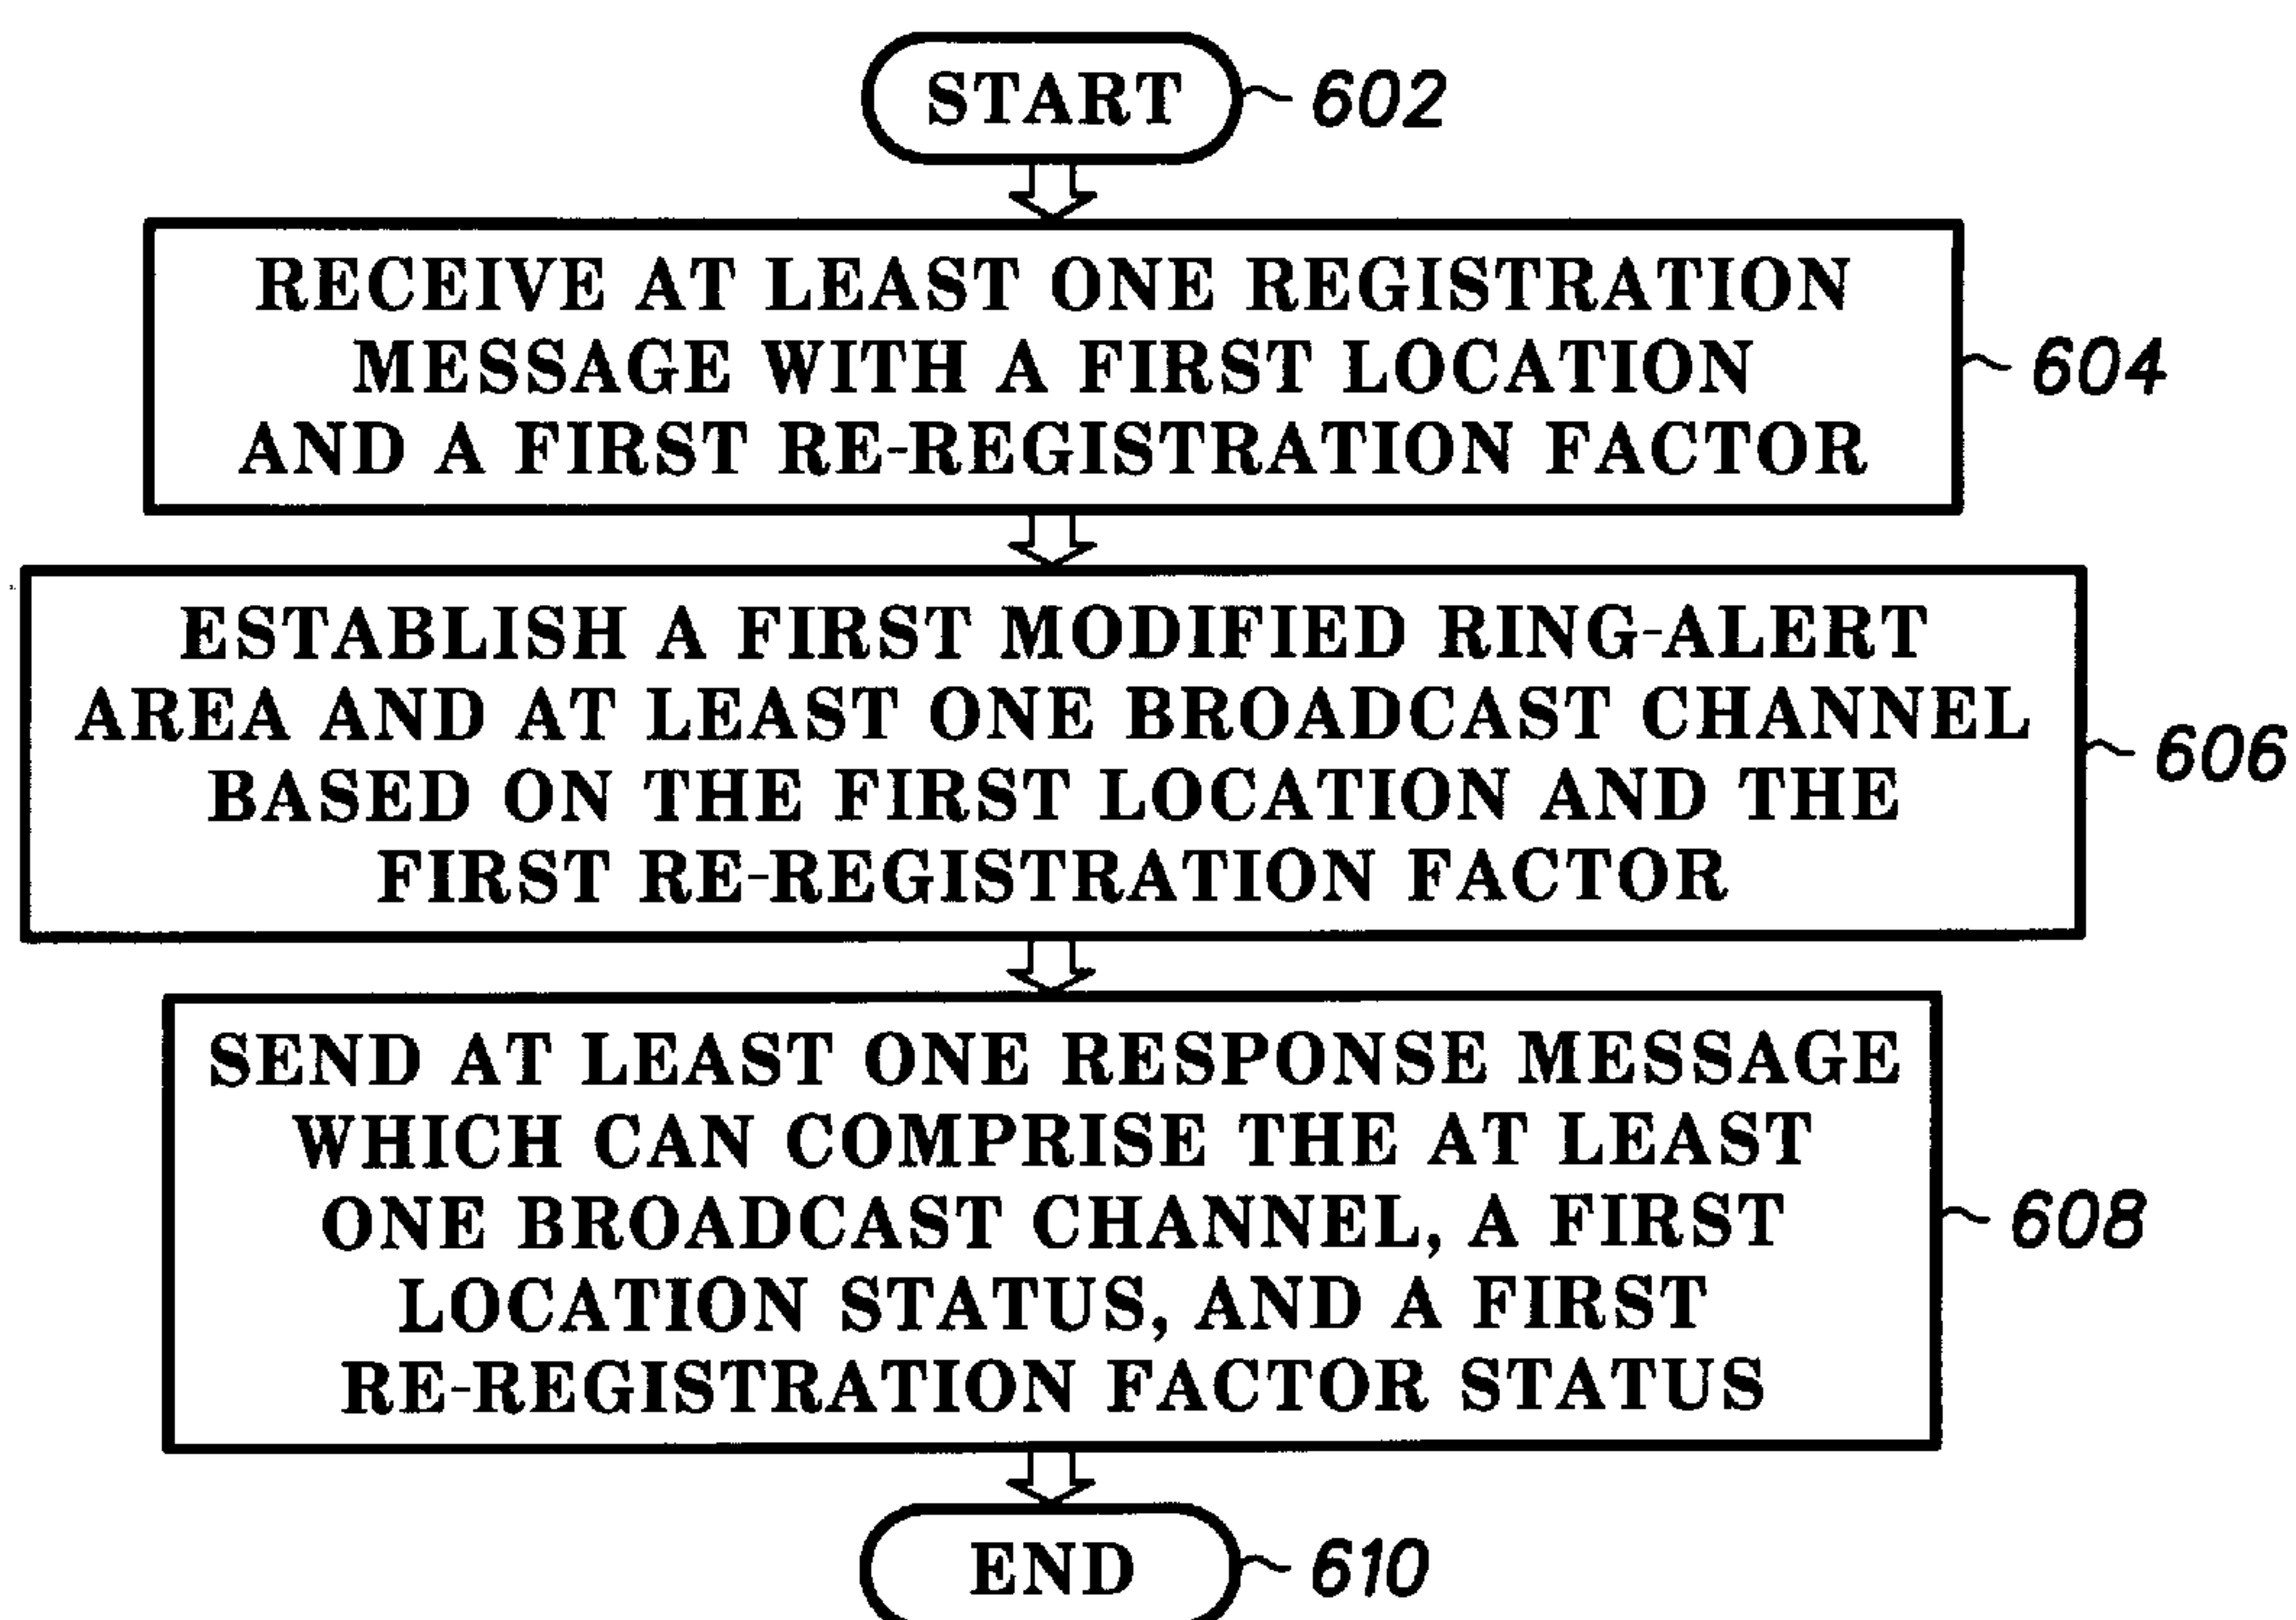 START 602
RECEIVE AT LEAST ONE REGISTRATION
MESSAGE WITH A FIRST LOCATION
AND A FIRST RE-REGISTRATION FACTOR
604
ESTABLISH A FIRST MODIFIED RING-ALERT
AREA AND AT LEAST ONE BROADCAST CHANNEL
BASED ON THE FIRST LOCATION AND THE
FIRST RE-REGISTRATION FACTOR
606
SEND AT LEAST ONE RESPONSE MESSAGE
WHICH CAN COMPRISE THE AT LEAST
ONE BROADCAST CHANNEL, A FIRST
LOCATION STATUS, AND A FIRST
RE-REGISTRATION FACTOR STATUS
608
END 610